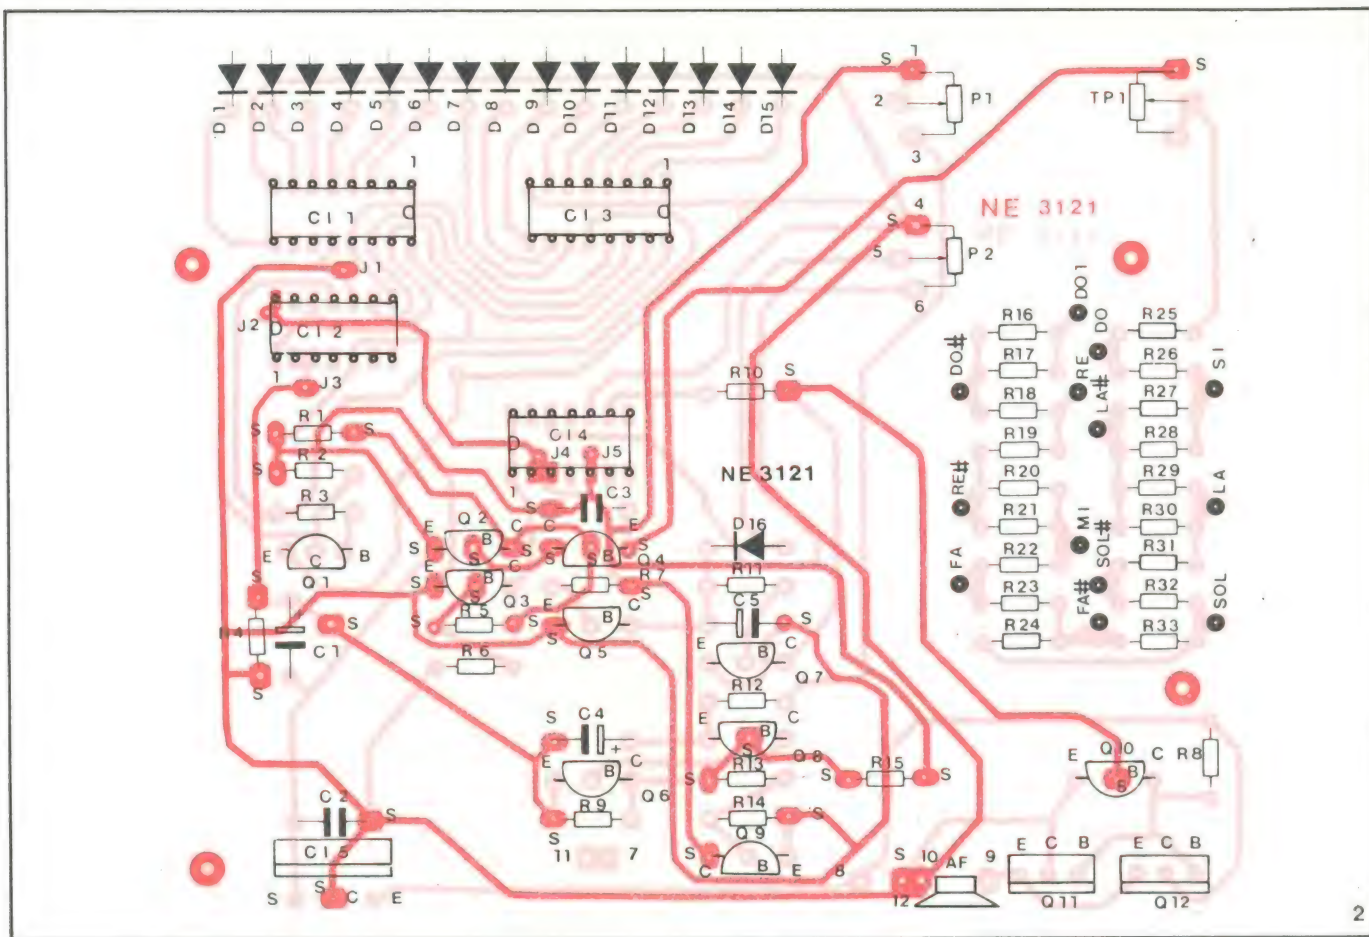 D1 D2 D3 D4 D5 D6 D7 D8 D9 D10 D11 D12 D13 D14 D15
S 1 S
2 P1 TP1
3
1 1
CI1 CI3
4
S NE 3121
5 P2
6
J1
J2 CI2
1 J3
R16 DO1 R25
DO# R17 RE DO R26 SI
R10 S
R18 LA# R27
S R1 S CI4
J4 J5
R19 R28
S R2 1
NE 3121
R20 R29
RE# LA
R3 S C3
R21 MI R30
E Q2 C C E D16
E C B S B S B S
FA R22 SOL# R31
Q1 E S B C Q4 R11
R23 R32
R7 S
FA# SOL
R5 Q3 S E C C5 S
R24 R33
R4 C1 S S S B
Q5 B Q7
R6
S R12
S C4 E C
+ B
E B C S Q8
Q6 S R13 S R15 S
E Q10 C R8
B
S
C2 S R9 R14 S
S
CI5 11 7 S Q9
C B E 8
S 10 AF 9 E C B E C B
S S C E 12 Q11 Q12
2